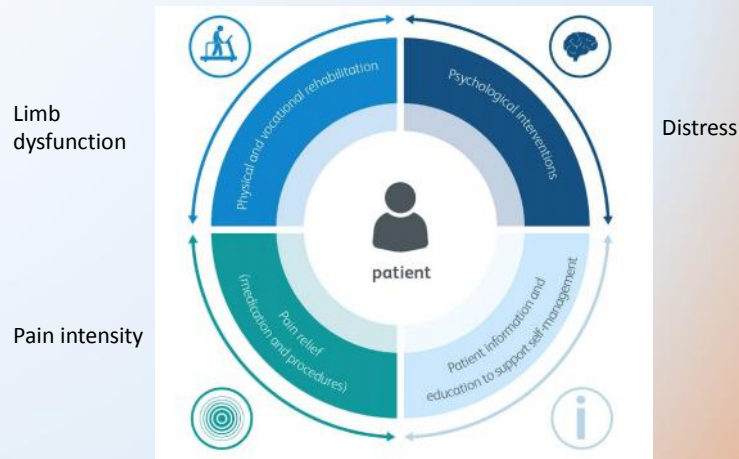 Limb
dysfunction
Physical and vocational rehabilitation
Psychological interventions
Distress
patient
Pain intensity
Pain relief
(medication and procedures)
Patient information and
education to support self-management
i